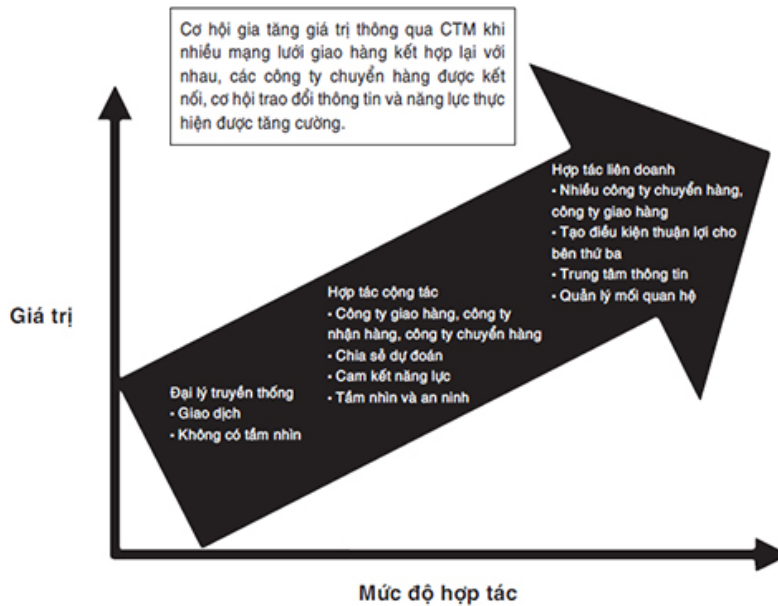 Cơ hội gia tăng giá trị thông qua CTM khi
nhiều mạng lưới giao hàng kết hợp lại với
nhau, các công ty chuyển hàng được kết
nối, cơ hội trao đổi thông tin và năng lực thực
hiện được tăng cường.
Hợp tác liên doanh
- Nhiều công ty chuyển hàng,
công ty giao hàng
- Tạo điều kiện thuận lợi cho
bên thứ ba
- Trung tâm thông tin
- Quản lý mối quan hệ
Hợp tác cộng tác
- Công ty giao hàng, công ty
nhận hàng, công ty chuyển hàng
- Chia sẻ dự đoán
- Cam kết năng lực
- Tầm nhìn và an ninh
Giá trị
Đại lý truyền thống
- Giao dịch
- Không có tầm nhìn
Mức độ hợp tác